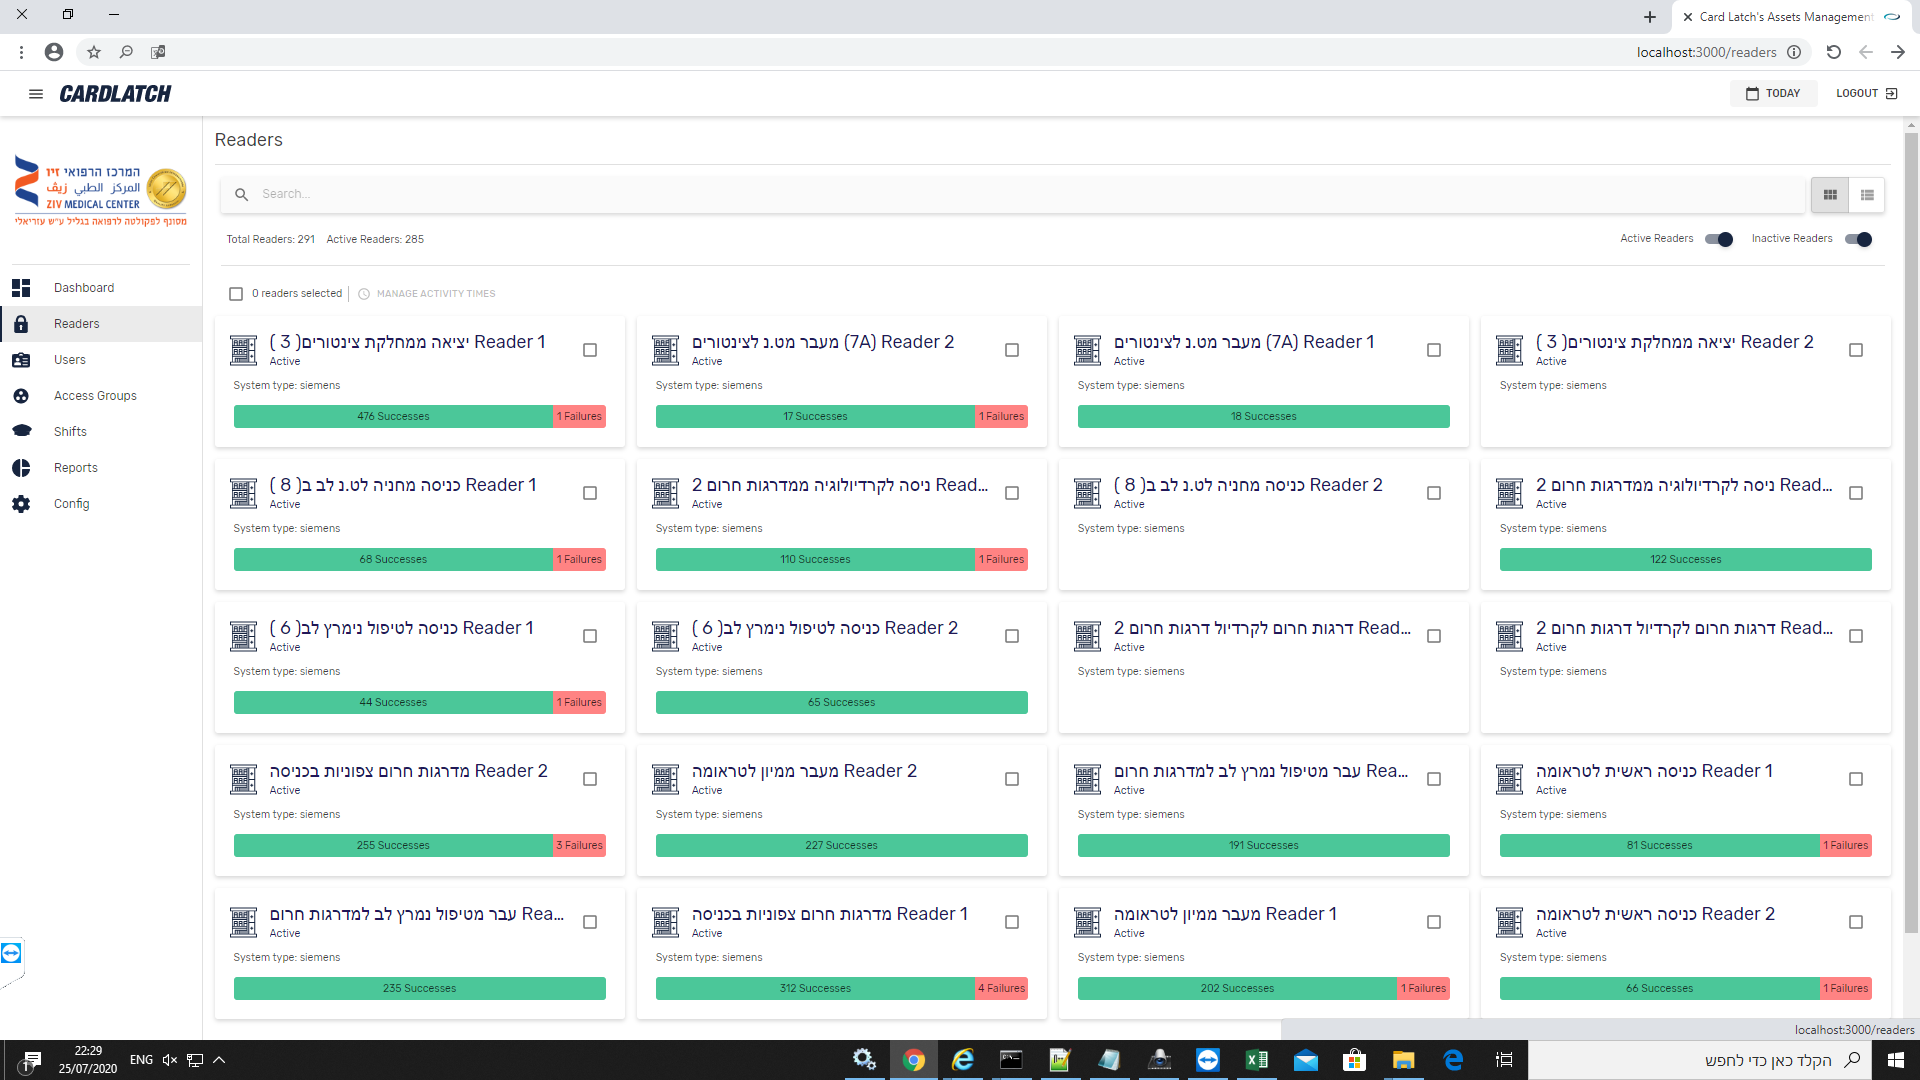 Card Latch's Assets Management
localhost:3000/readers
CARDLATCH
TODAY
LOGOUT
המרכז הרפואי זיו
المركز الطبي زيڤ
ZIV MEDICAL CENTER
מסונף לפקולטה לרפואה בגליל ע״ש עזריאלי
Dashboard
Readers
Users
Access Groups
Shifts
Reports
Config
Readers
Search...
Total Readers: 291 Active Readers: 285
Active Readers
Inactive Readers
0 readers selected
MANAGE ACTIVITY TIMES
( 3 )יציאה ממחלקת צינטורים Reader 1
Active
System type: siemens
476 Successes
1 Failures
מעבר מט.נ לצינטורים (7A) Reader 2
Active
System type: siemens
17 Successes
1 Failures
מעבר מט.נ לצינטורים (7A) Reader 1
Active
System type: siemens
18 Successes
( 3 )יציאה ממחלקת צינטורים Reader 2
Active
System type: siemens
( 8 )כניסה מחניה לט.נ לב ב Reader 1
Active
System type: siemens
68 Successes
1 Failures
2 ניסה לקרדיולוגיה ממדרגות חרום Read...
Active
System type: siemens
110 Successes
1 Failures
( 8 )כניסה מחניה לט.נ לב ב Reader 2
Active
System type: siemens
2 ניסה לקרדיולוגיה ממדרגות חרום Read...
Active
System type: siemens
122 Successes
( 6 )כניסה לטיפול נימרץ לב Reader 1
Active
System type: siemens
44 Successes
1 Failures
( 6 )כניסה לטיפול נימרץ לב Reader 2
Active
System type: siemens
65 Successes
2 דרגות חרום לקרדיול דרגות חרום Read...
Active
System type: siemens
2 דרגות חרום לקרדיול דרגות חרום Read...
Active
System type: siemens
מדרגות חרום צפוניות בכניסה Reader 2
Active
System type: siemens
255 Successes
3 Failures
מעבר ממיון לטראומה Reader 2
Active
System type: siemens
227 Successes
עבר מטיפול נמרץ לב למדרגות חרום Rea...
Active
System type: siemens
191 Successes
כניסה ראשית לטראומה Reader 1
Active
System type: siemens
81 Successes
1 Failures
עבר מטיפול נמרץ לב למדרגות חרום Rea...
Active
System type: siemens
235 Successes
מדרגות חרום צפוניות בכניסה Reader 1
Active
System type: siemens
312 Successes
4 Failures
מעבר ממיון לטראומה Reader 1
Active
System type: siemens
202 Successes
1 Failures
כניסה ראשית לטראומה Reader 2
Active
System type: siemens
66 Successes
1 Failures
localhost:3000/readers
1
22:29
25/07/2020
ENG
הקלד כאן כדי לחפש